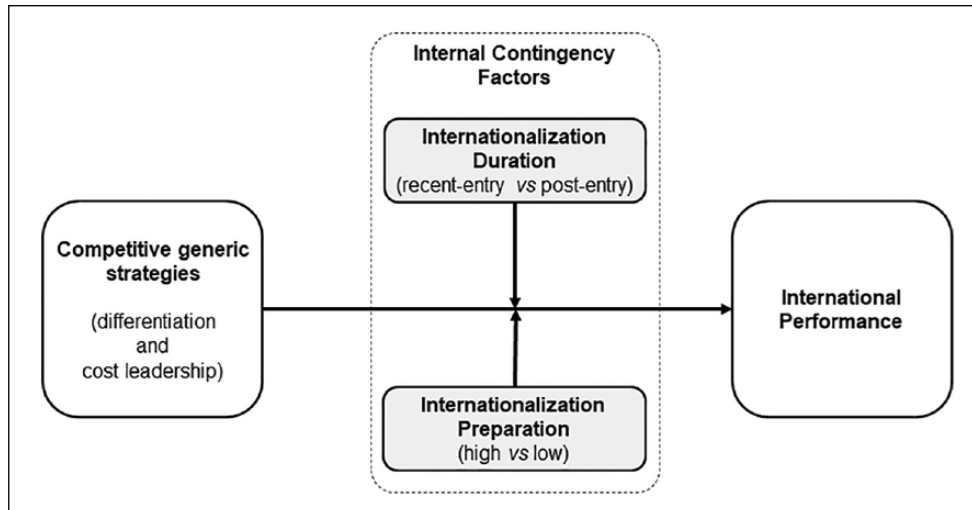 Internal Contingency
Factors
Internationalization
Duration
(recent-entry vs post-entry)
Competitive generic
strategies
(differentiation
and
cost leadership)
International
Performance
Internationalization
Preparation
(high vs low)